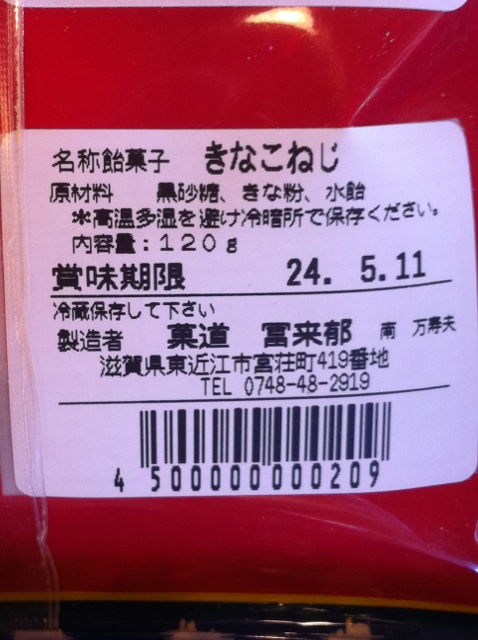 名称飴菓子 きなこねじ
原材料 黒砂糖、きな粉、水飴
*高温多湿を避け冷暗所で保存ください。
内容量：120g
賞味期限 24. 5.11
冷蔵保存して下さい
製造者 菓道 冨来郁 南 万寿夫
滋賀県東近江市宮荘町419番地
TEL 0748-48-2919
4 500000000209